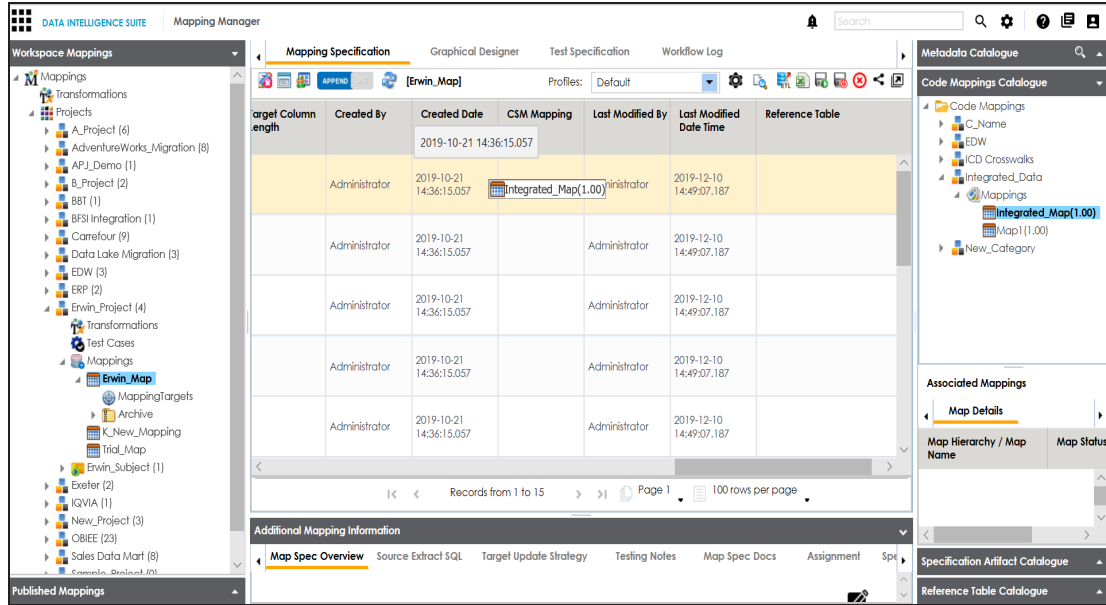 DATA INTELLIGENCE SUITE Mapping Manager Search
Workspace Mappings
Mappings
Transformations
Projects
A_Project (6)
AdventureWorks_Migration (8)
APJ_Demo (1)
B_Project (2)
BBT (1)
BFSI Integration (1)
Carrefour (9)
Data Lake Migration (3)
EDW (3)
ERP (2)
Erwin_Project (4)
Transformations
Test Cases
Mappings
Erwin_Map
MappingTargets
Archive
K_New_Mapping
Trial_Map
Erwin_Subject (1)
Exeter (2)
IQVIA (1)
New_Project (3)
OBIEE (23)
Sales Data Mart (8)
Sample_Project (0)
Published Mappings
Mapping Specification Graphical Designer Test Specification Workflow Log
APPEND [Erwin_Map] Profiles: Default
Target Column Length Created By Created Date CSM Mapping Last Modified By Last Modified Date Time Reference Table
2019-10-21 14:36:15.057
Administrator 2019-10-21 14:36:15.057 Integrated_Map(1.00) ministrator 2019-12-10 14:49:07.187
Administrator 2019-10-21 14:36:15.057 Administrator 2019-12-10 14:49:07.187
Administrator 2019-10-21 14:36:15.057 Administrator 2019-12-10 14:49:07.187
Administrator 2019-10-21 14:36:15.057 Administrator 2019-12-10 14:49:07.187
Administrator 2019-10-21 14:36:15.057 Administrator 2019-12-10 14:49:07.187
Records from 1 to 15 Page 1 100 rows per page
Additional Mapping Information
Map Spec Overview Source Extract SQL Target Update Strategy Testing Notes Map Spec Docs Assignment Spe
Metadata Catalogue
Code Mappings Catalogue
Code Mappings
C_Name
EDW
ICD Crosswalks
Integrated_Data
Mappings
Integrated_Map(1.00)
Map1(1.00)
New_Category
Associated Mappings
Map Details
Map Hierarchy / Map Name Map Status
Specification Artifact Catalogue
Reference Table Catalogue